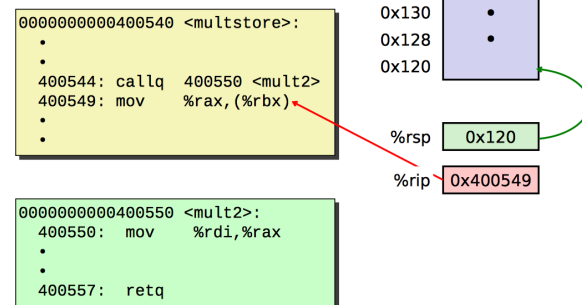 0000000000400540 <multstore>:
•
•
400544: callq 400550 <mult2>
400549: mov %rax,(%rbx)
•
•
0x130 •
0x128 •
0x120
%rsp 0x120
%rip 0x400549
0000000000400550 <mult2>:
400550: mov %rdi,%rax
•
•
400557: retq